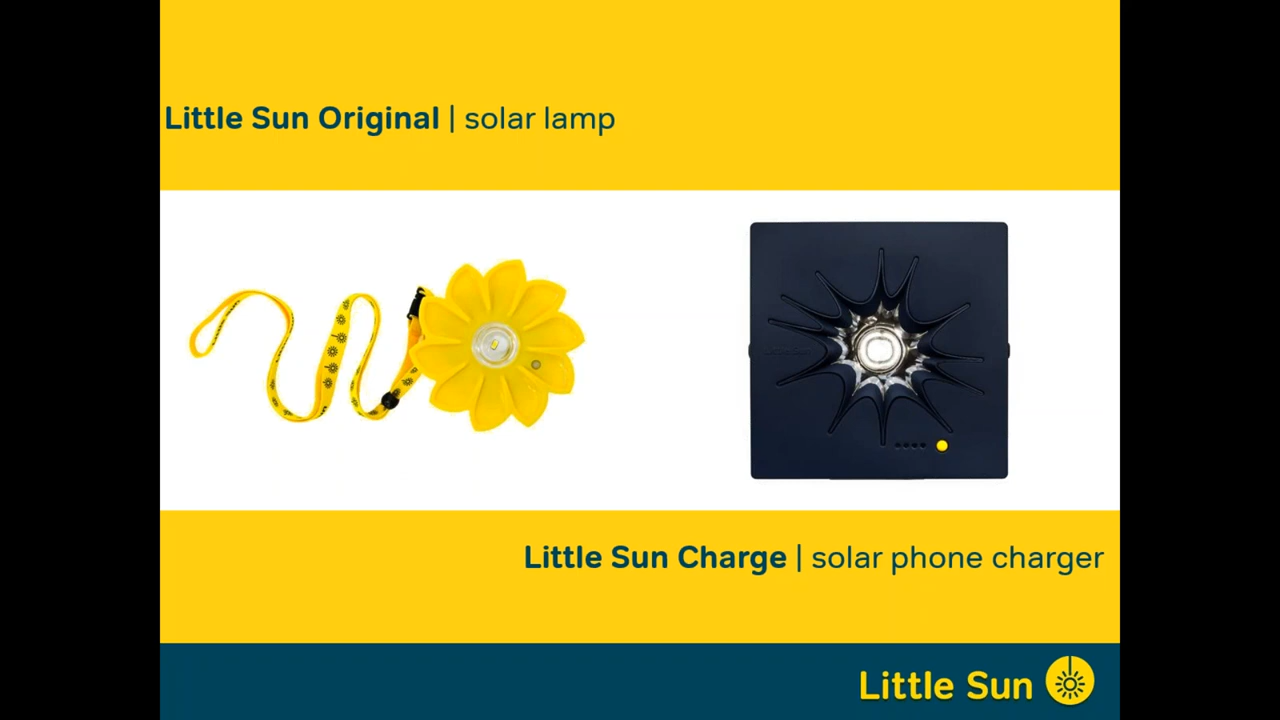 Little Sun Original | solar lamp
Little Sun Charge | solar phone charger
Little Sun